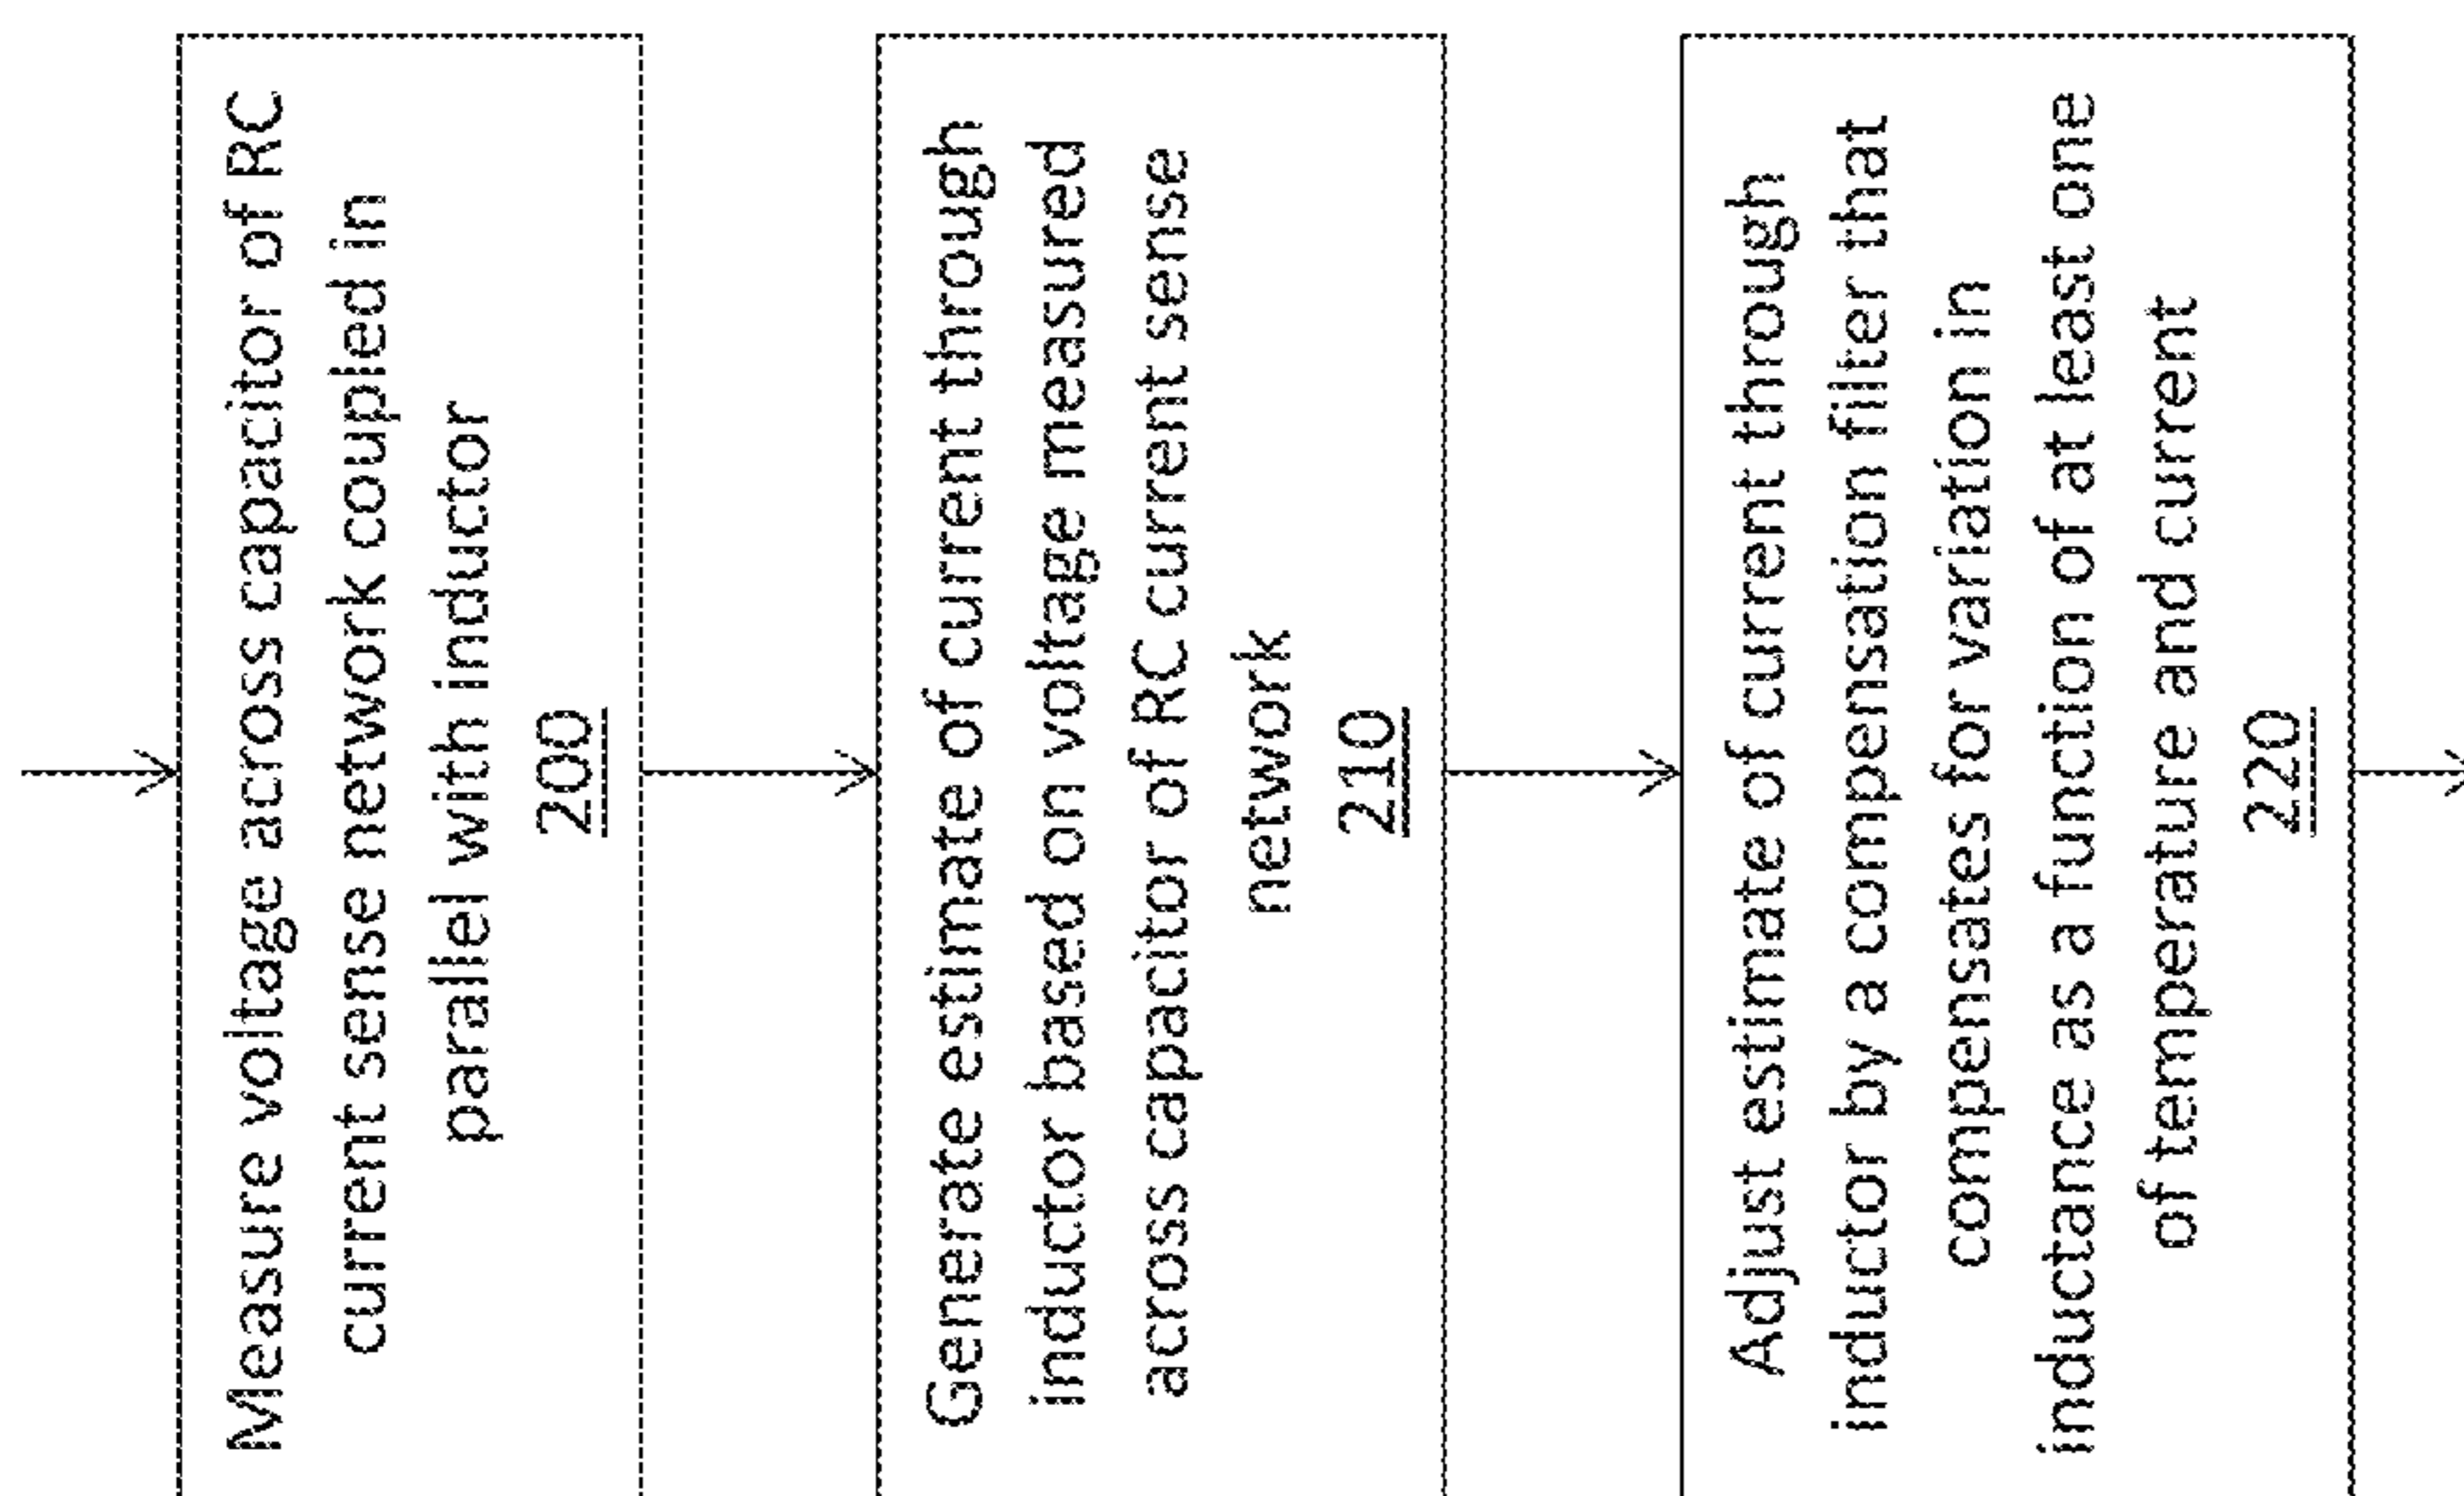 Measure voltage across capacitor of RC
current sense network coupled in
parallel with inductor
200
Generate estimate of current through
inductor based on voltage measured
across capacitor of RC current sense
network
210
Adjust estimate of current through
inductor by a compensation filter that
compensates for variation in
inductance as a function of at least one
of temperature and current
220